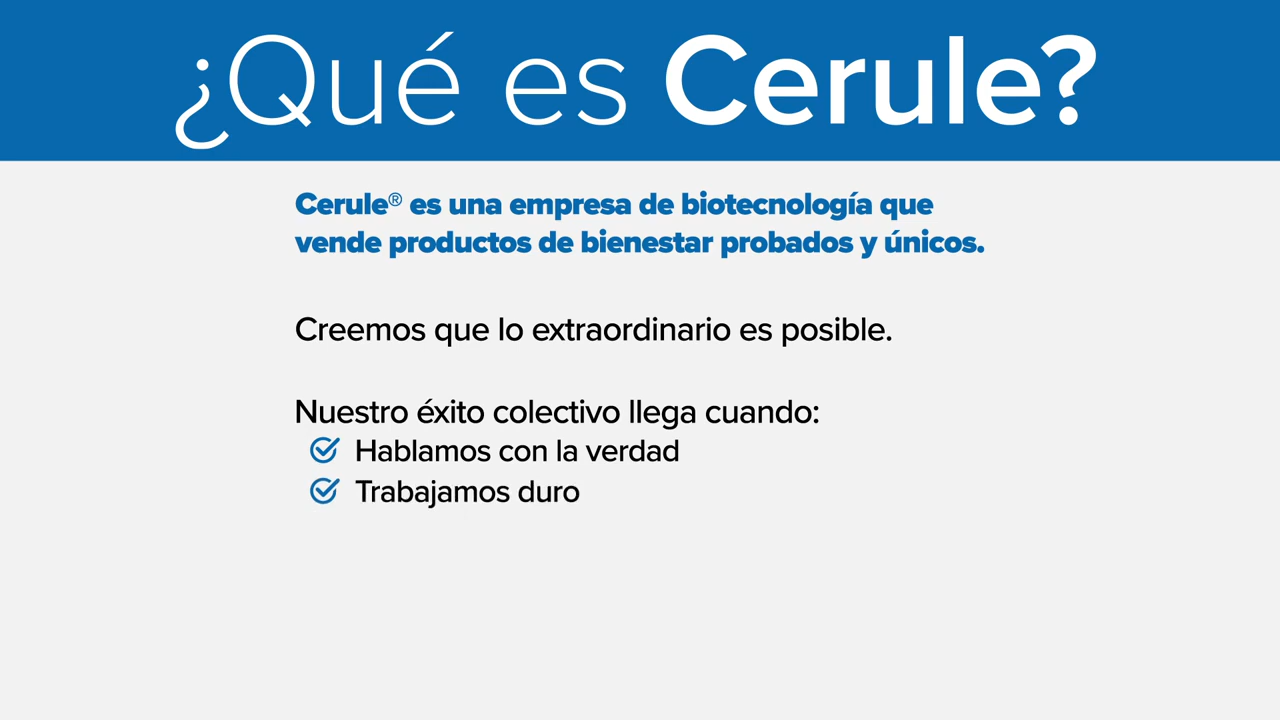 ¿Qué es Cerule?
Cerule® es una empresa de biotecnología que
vende productos de bienestar probados y únicos.
Creemos que lo extraordinario es posible.
Nuestro éxito colectivo llega cuando:
Hablamos con la verdad
Trabajamos duro